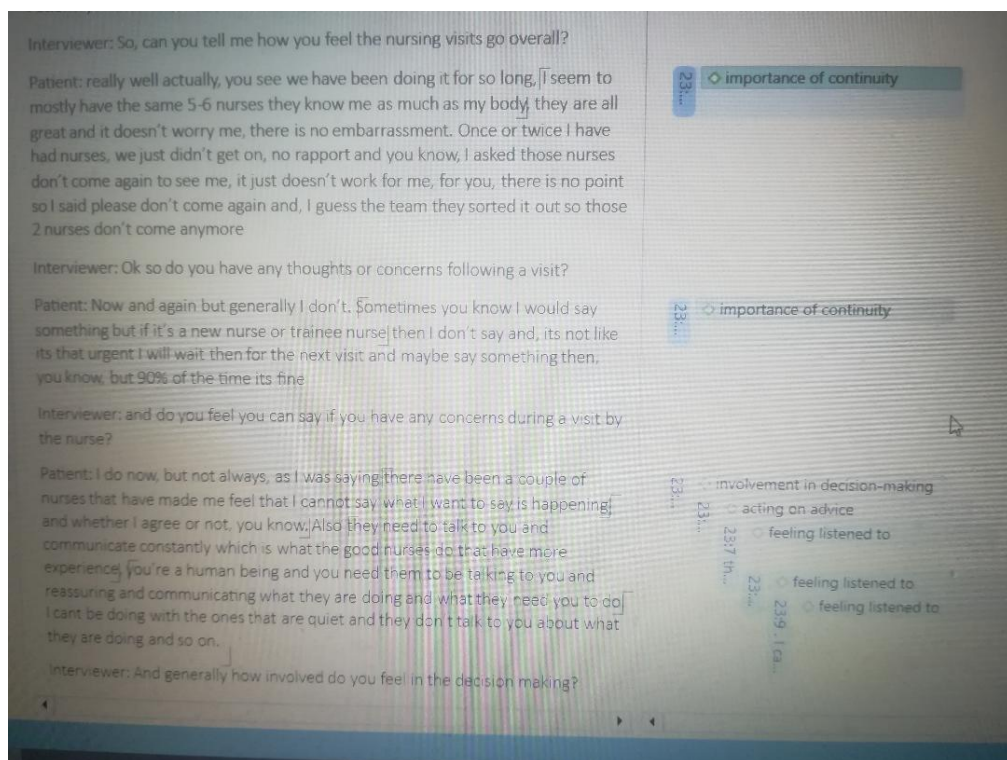 Interviewer: So, can you tell me how you feel the nursing visits go overall?
Patient: really well actually, you see we have been doing it for so long, I seem to
mostly have the same 5-6 nurses they know me as much as my body, they are all
great and it doesn't worry me, there is no embarrassment. Once or twice I have
had nurses, we just didn't get on, no rapport and you know, I asked those nurses
don't come again to see me, it just doesn't work for me, for you, there is no point
so I said please don't come again and, I guess the team they sorted it out so those
2 nurses don't come anymore
Interviewer: Ok so do you have any thoughts or concerns following a visit?
Patient: Now and again but generally I don't. Sometimes you know I would say
something but if it's a new nurse or trainee nurse then I don't say and, its not like
its that urgent I will wait then for the next visit and maybe say something then,
you know, but 90% of the time its fine
Interviewer: and do you feel you can say if you have any concerns during a visit by
the nurse?
Patient: I do now, but not always, as I was saying there have been a couple of
nurses that have made me feel that I cannot say what I want to say is happening
and whether I agree or not, you know. Also they need to talk to you and
communicate constantly which is what the good nurses do that have more
experience, you're a human being and you need them to be talking to you and
reassuring and communicating what they are doing and what they need you to do
I cant be doing with the ones that are quiet and they don't talk to you about what
they are doing and so on.
Interviewer: And generally how involved do you feel in the decision making?
23:...
importance of continuity
23:...
importance of continuity
23:...
involvement in decision-making
23:...
acting on advice
23:7 th...
feeling listened to
23:...
feeling listened to
23:9 . I ca...
feeling listened to